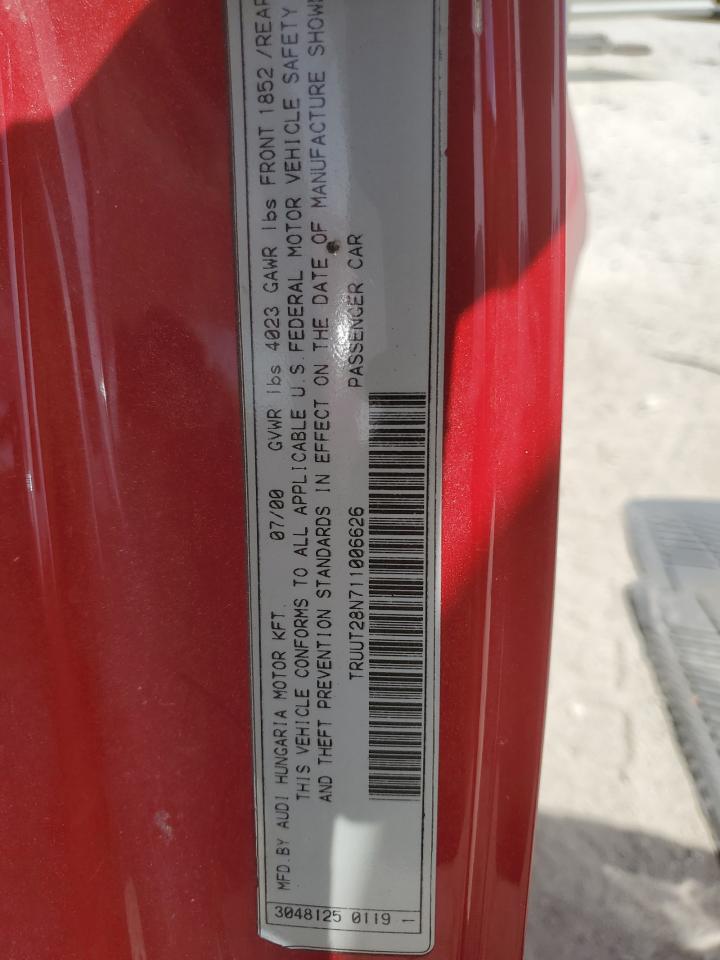 MFD.BY AUDI HUNGARIA MOTOR KFT. 07/00 GVWR lbs 4023 GAWR lbs FRONT 1852 /REAR
THIS VEHICLE CONFORMS TO ALL APPLICABLE U.S.FEDERAL MOTOR VEHICLE SAFETY
AND THEFT PREVENTION STANDARDS IN EFFECT ON THE DATE OF MANUFACTURE SHOWN
TRUUT28N711006626 PASSENGER CAR
3048125 0119 -